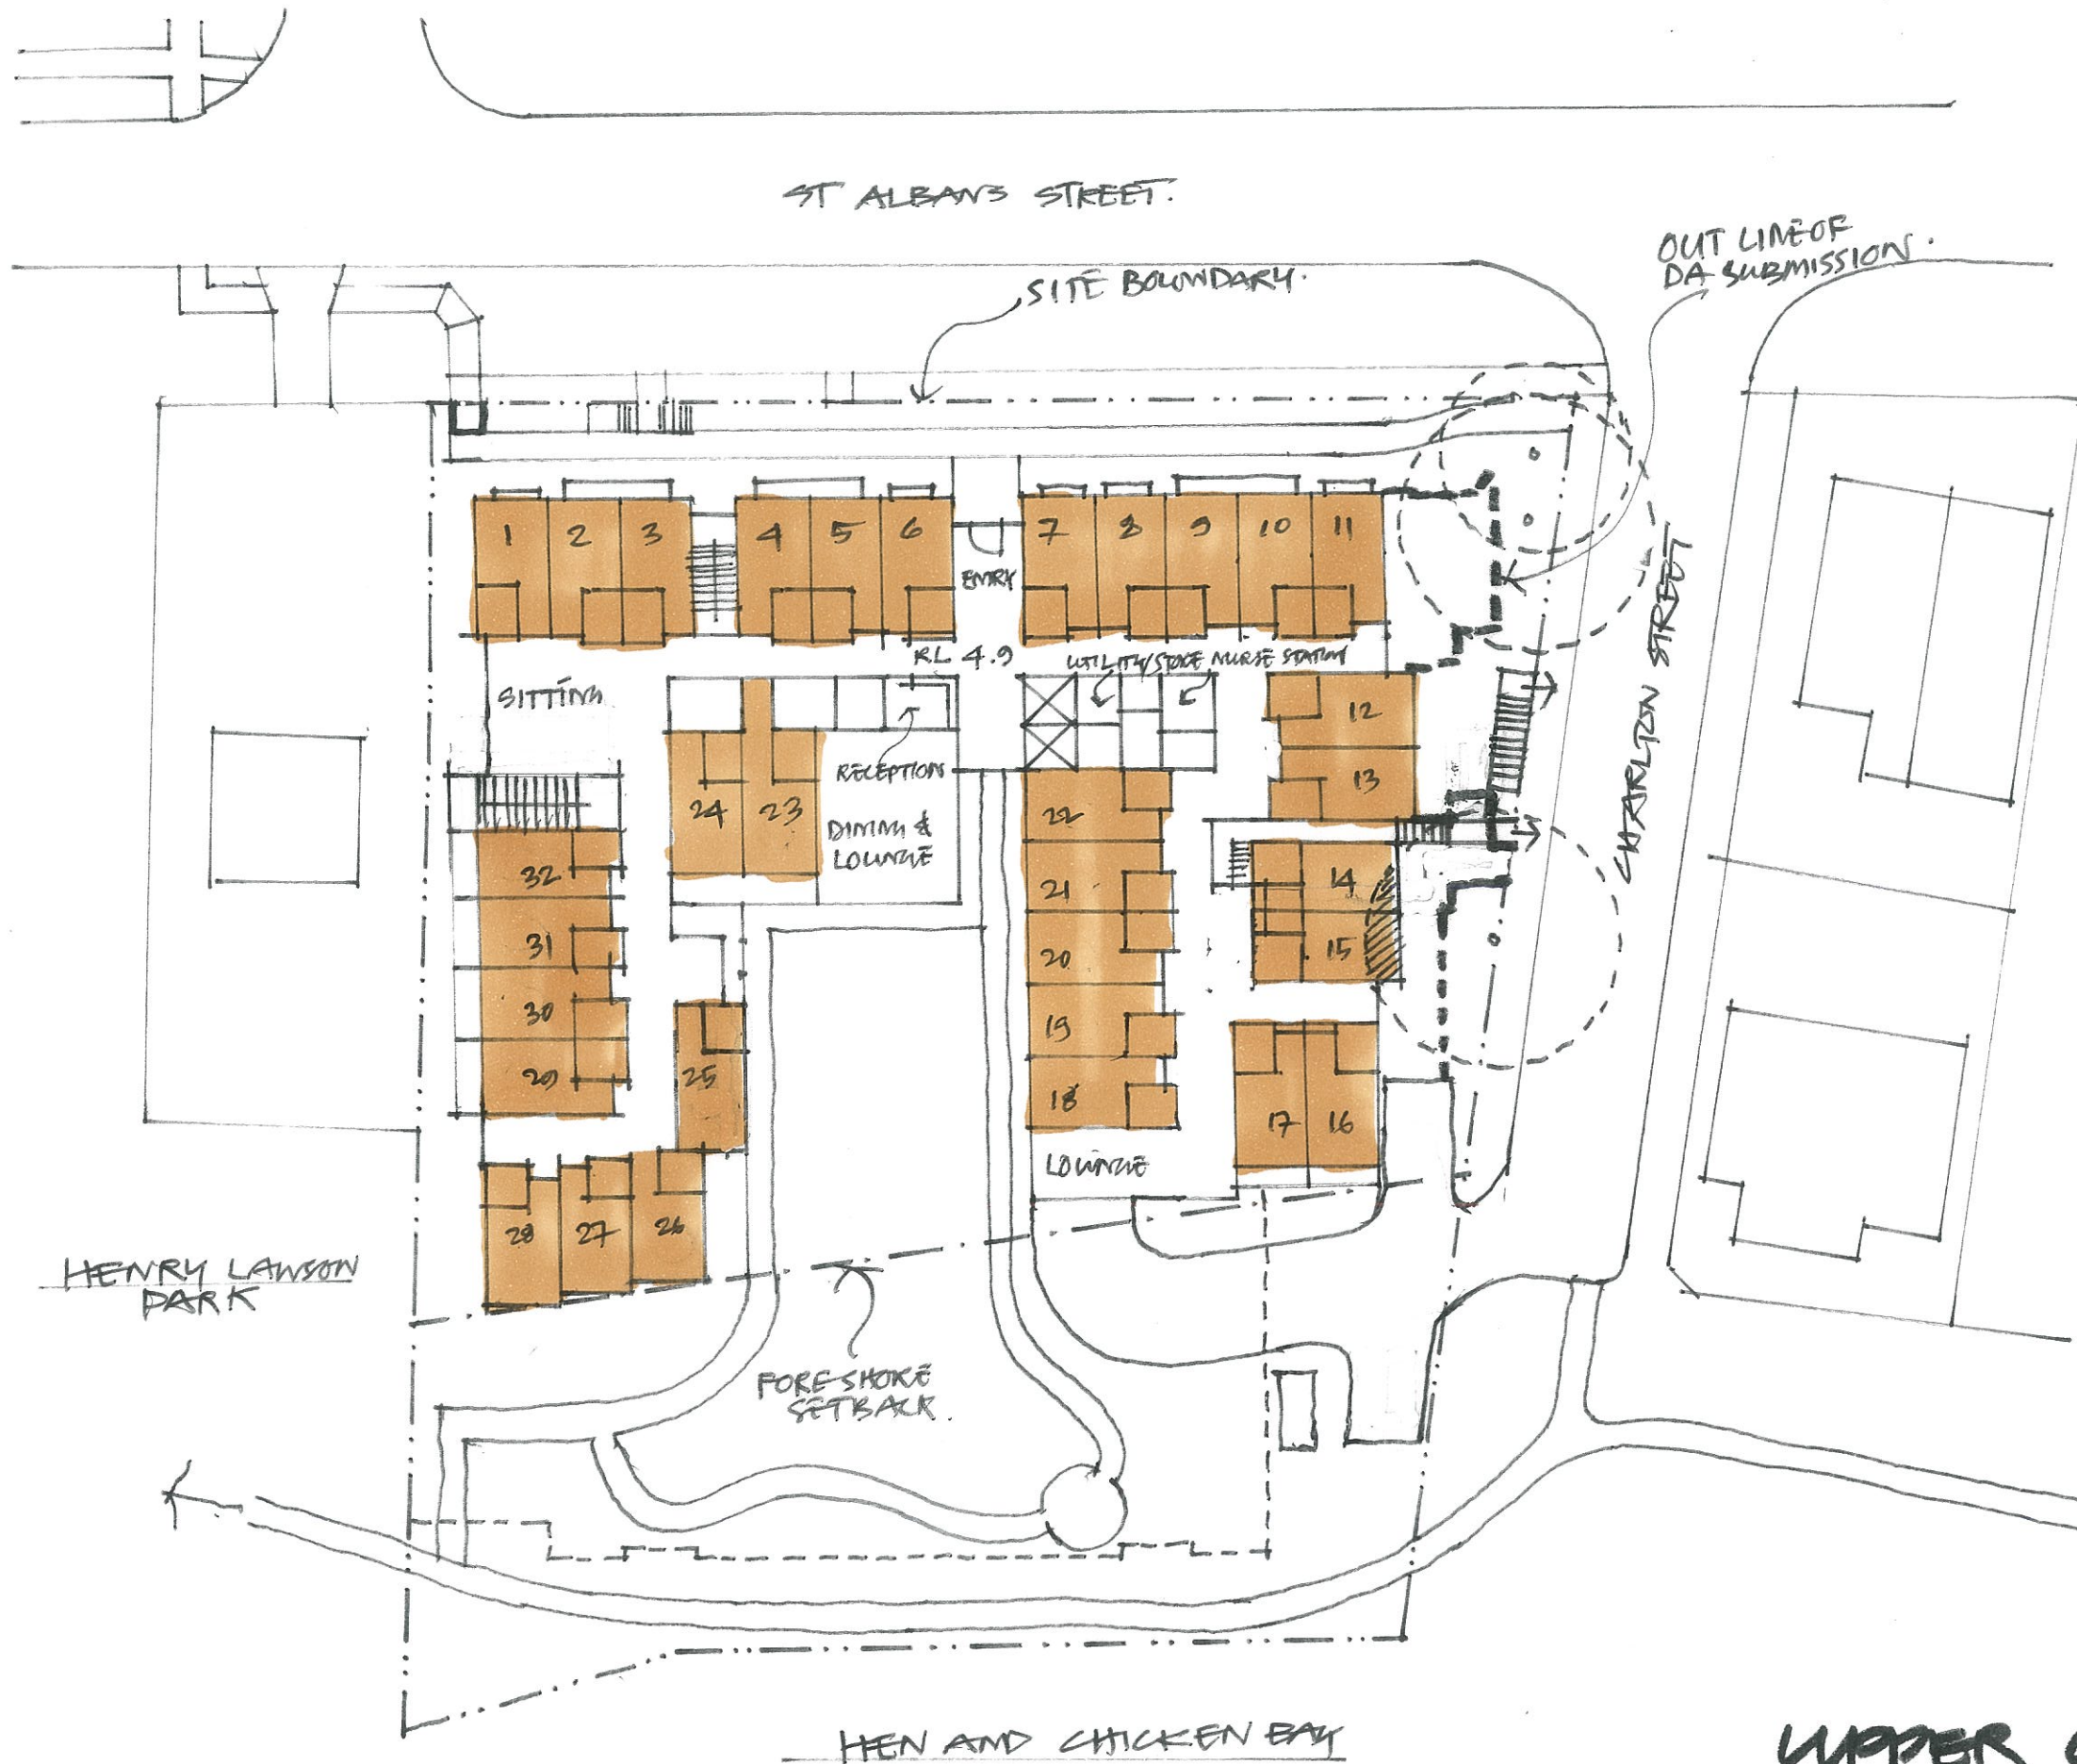 ST ALBANS STREET.
OUT LINE OF
DA SUBMISSION.
SITE BOUNDARY.
1 2 3 4 5 6 7 8 9 10 11
ENTRY
CHARLTON STREET
RL 4.9
UTILITY/STORE NURSE STATION
SITTING
12
RECEPTION
13
24 23
22
DINING &
LOUNGE
32
21
14
31
20
15
30
19
29
25
18
17 16
LOUNGE
28 27 26
HENRY LAWSON
PARK
FORE SHORE
SETBACK.
HEN AND CHICKEN BAY
UPPER